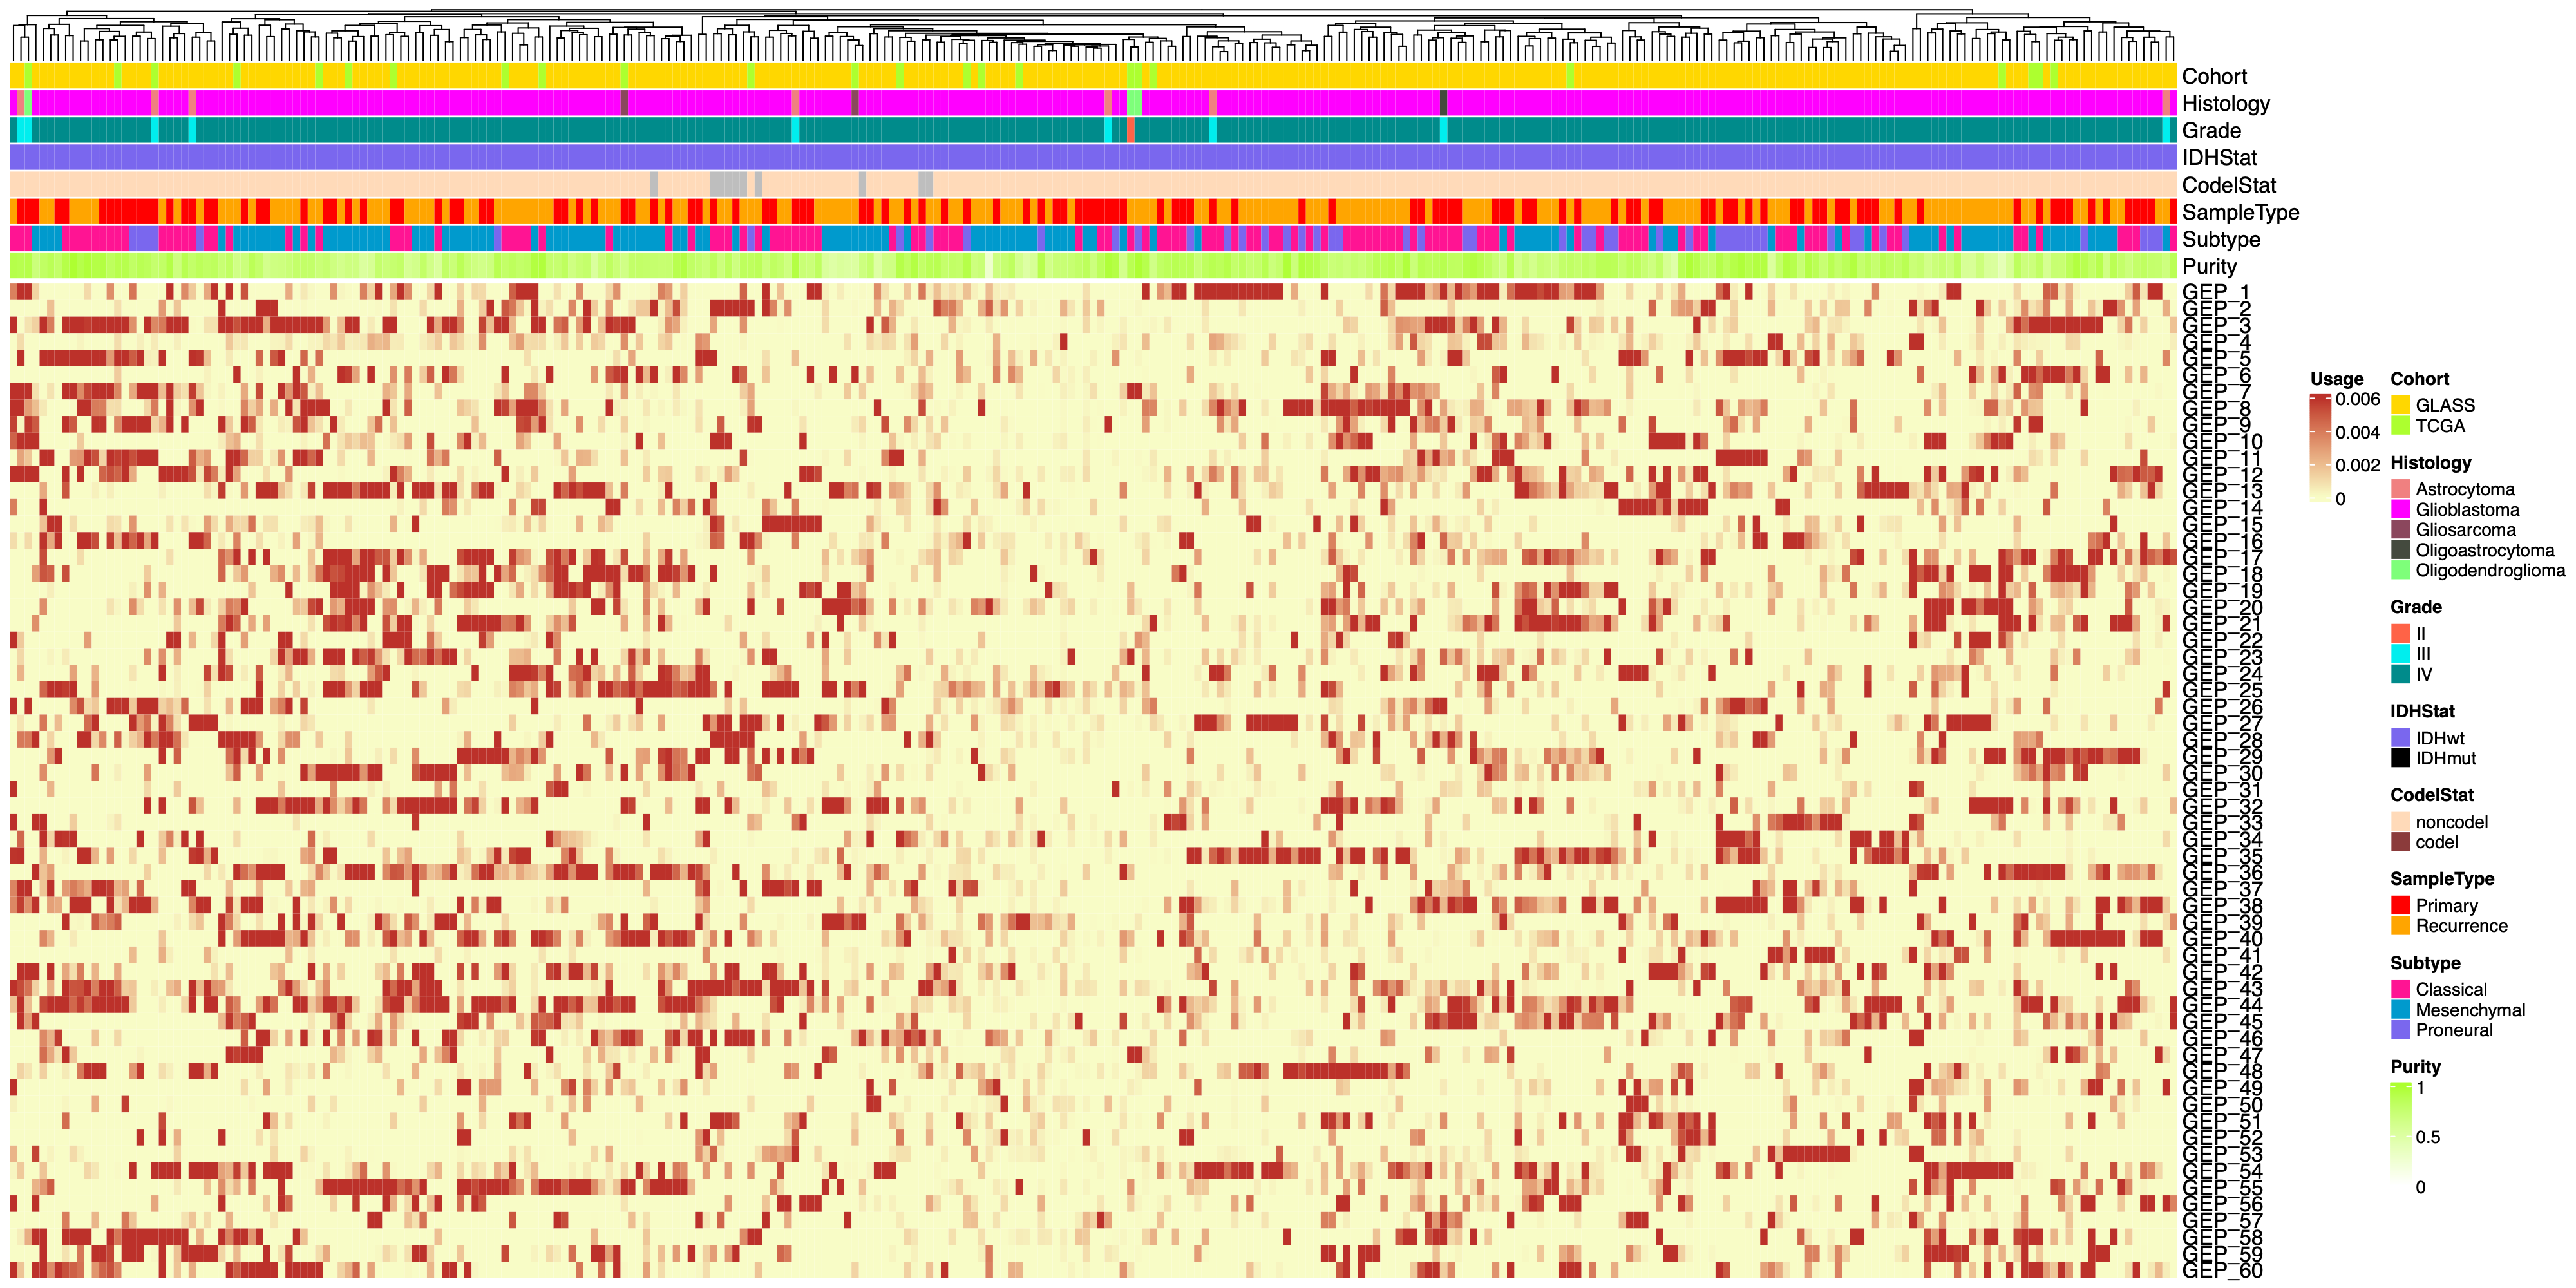 Cohort
Histology
Grade
IDHStat
CodelStat
SampleType
Subtype
Purity
GEP_1
GEP_2
GEP_3
GEP_4
GEP_5
GEP_6
GEP_7
GEP_8
GEP_9
GEP_10
GEP_11
GEP_12
GEP_13
GEP_14
GEP_15
GEP_16
GEP_17
GEP_18
GEP_19
GEP_20
GEP_21
GEP_22
GEP_23
GEP_24
GEP_25
GEP_26
GEP_27
GEP_28
GEP_29
GEP_30
GEP_31
GEP_32
GEP_33
GEP_34
GEP_35
GEP_36
GEP_37
GEP_38
GEP_39
GEP_40
GEP_41
GEP_42
GEP_43
GEP_44
GEP_45
GEP_46
GEP_47
GEP_48
GEP_49
GEP_50
GEP_51
GEP_52
GEP_53
GEP_54
GEP_55
GEP_56
GEP_57
GEP_58
GEP_59
GEP_60
Usage
0.006
0.004
0.002
0
Cohort
GLASS
TCGA
Histology
Astrocytoma
Glioblastoma
Gliosarcoma
Oligoastrocytoma
Oligodendroglioma
Grade
II
III
IV
IDHStat
IDHwt
IDHmut
CodelStat
noncodel
codel
SampleType
Primary
Recurrence
Subtype
Classical
Mesenchymal
Proneural
Purity
1
0.5
0